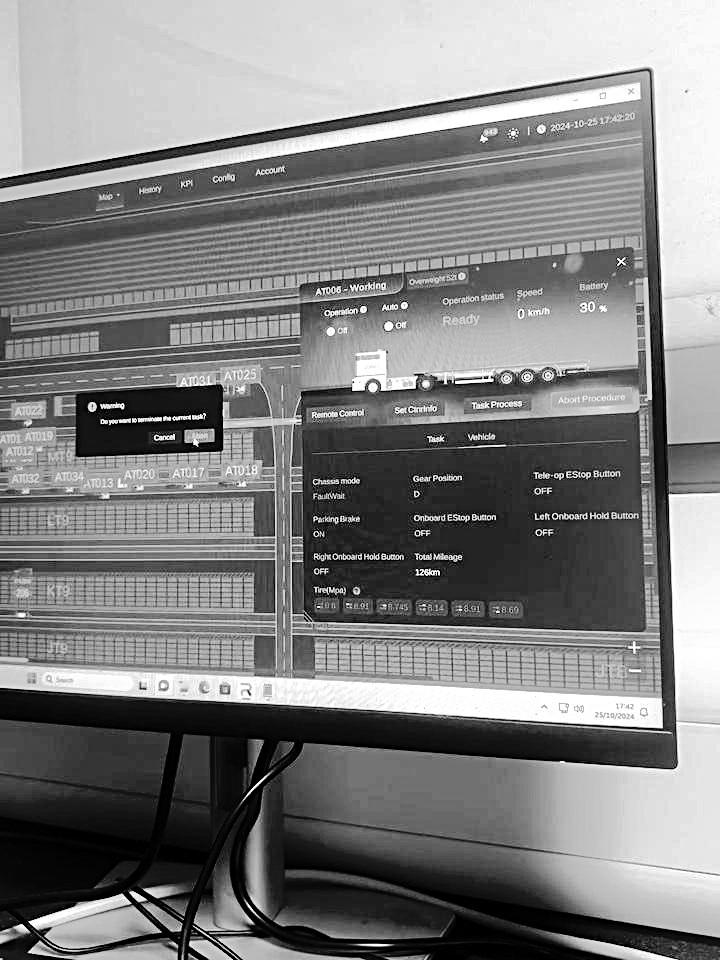 943
2024-10-25 17:42:20
Map
History
KPI
Config
Account
AT006 - Working
Operation
Off
Auto
Off
Operation status
Ready
Speed
0 km/h
Battery
30 %
Remote Control
Set CtnrInfo
Task Process
Abort Procedure
Task
Vehicle
Chassis mode
FaultWait
Gear Position
D
Tele-op EStop Button
OFF
Parking Brake
ON
Onboard EStop Button
OFF
Left Onboard Hold Button
OFF
Right Onboard Hold Button
OFF
Total Mileage
126km
Tire(Mpa)
8.91
8.745
8.14
8.91
8.69
AT031
AT025
AT022
Warning
Do you want to terminate the current task?
Cancel
AT01
AT019
AT012
AT032
AT034
AT013
AT020
AT017
AT018
LT9
KT9
JT9
Search
17:42
25/10/2024